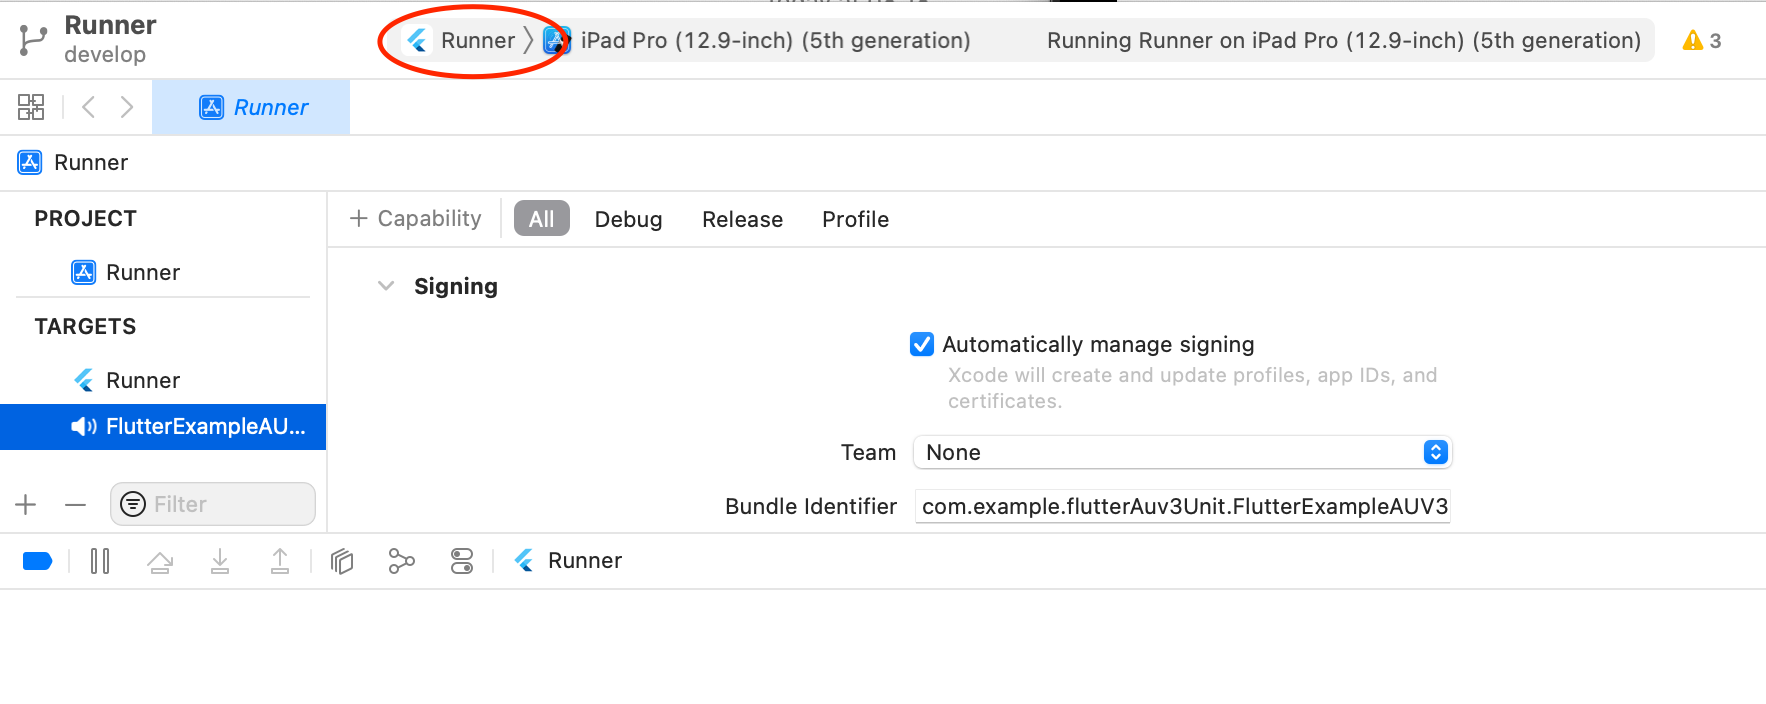 Runner
develop
Runner
iPad Pro (12.9-inch) (5th generation)
Running Runner on iPad Pro (12.9-inch) (5th generation)
3
Runner
Runner
PROJECT
Runner
TARGETS
Runner
FlutterExampleAU...
Filter
+ Capability
All
Debug
Release
Profile
Signing
Automatically manage signing
Xcode will create and update profiles, app IDs, and
certificates.
Team
None
Bundle Identifier
com.example.flutterAuv3Unit.FlutterExampleAUV3
Runner